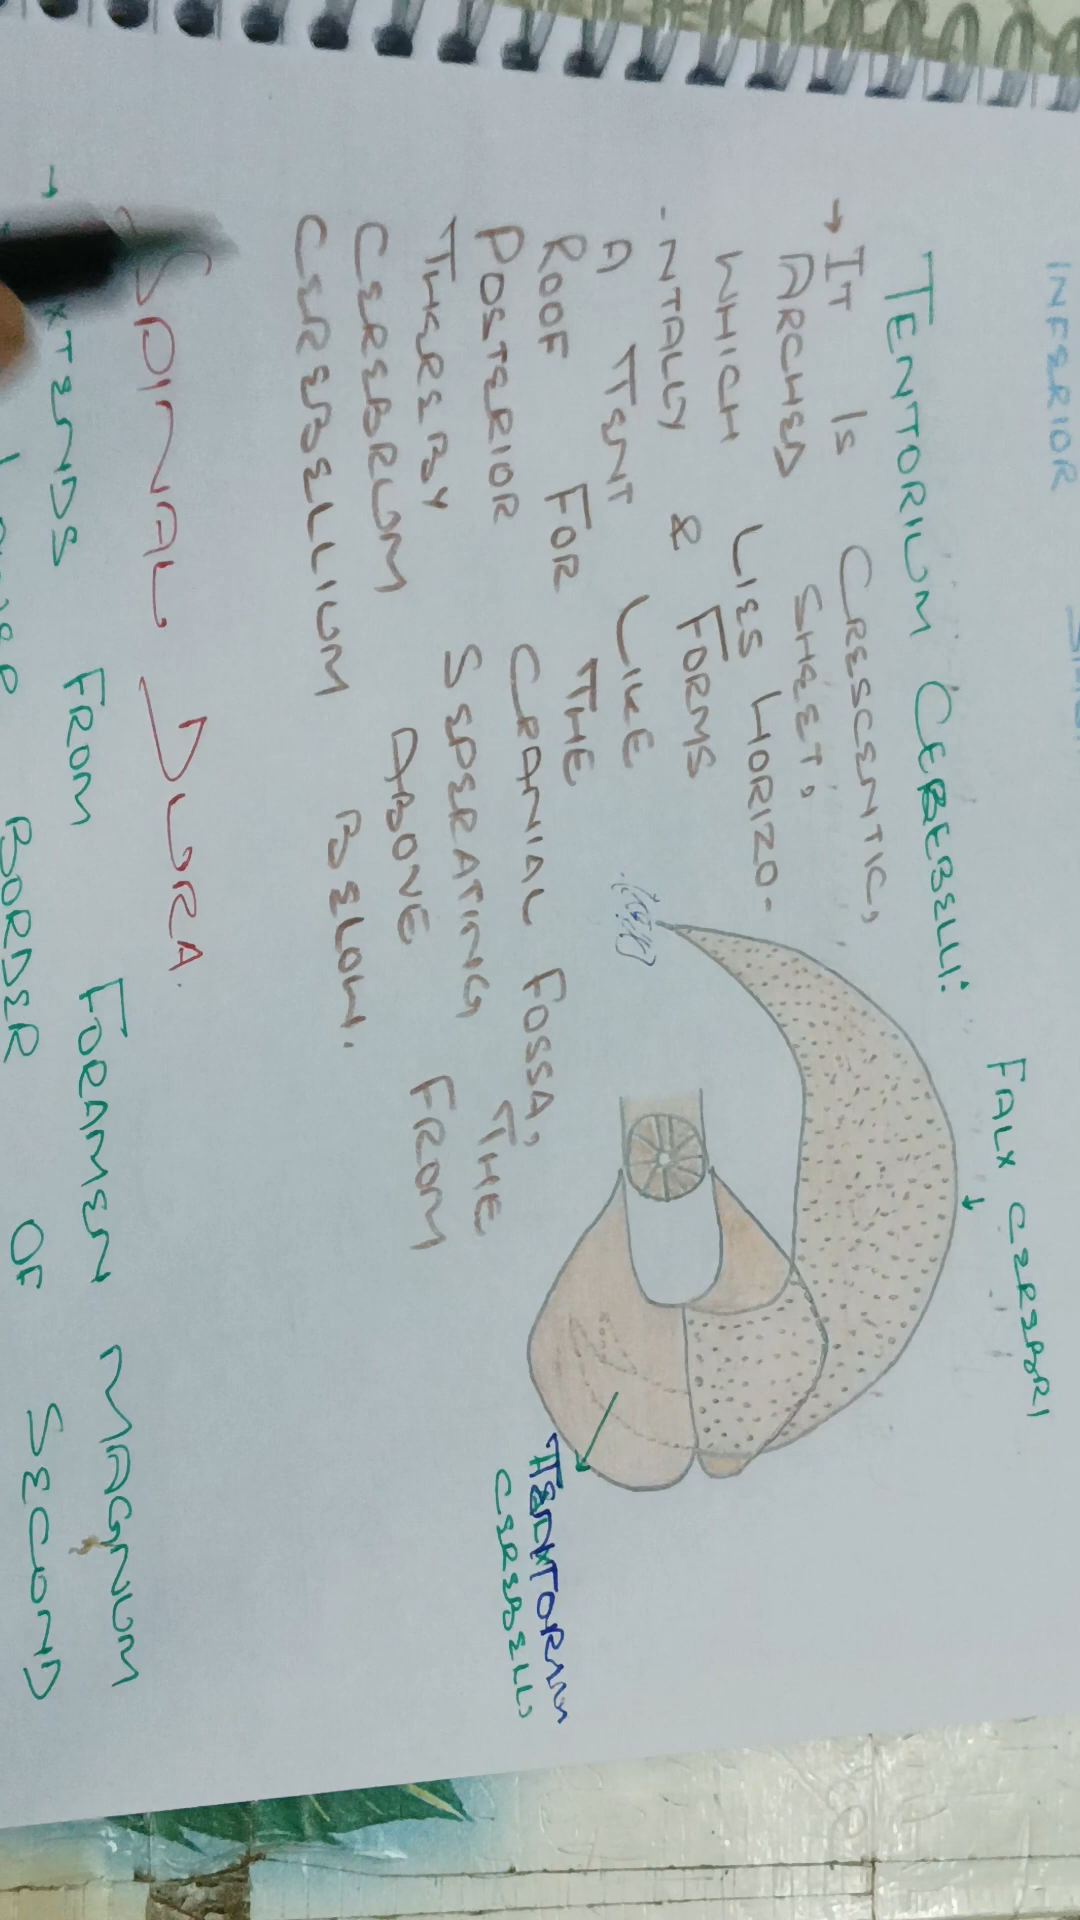 INFERIOR
TENTORIUM CEREBELLI:
→ IT IS CRESCENTIC,
ARCHED SHEET,
WHICH LIES HORIZO-
-NTALLY & FORMS
A TENT LIKE
ROOF FOR THE
POSTERIOR CRANIAL FOSSA,
THEREBY SEPERATING THE
CEREBRUM ABOVE FROM
CEREBELLIUM BELOW.
FALX CEREBRI
TENTORIUM
CEREBELLI
SPINAL DURA.
→ EXTENDS FROM FORAMEN MAGNUM
BORDER OF SECOND